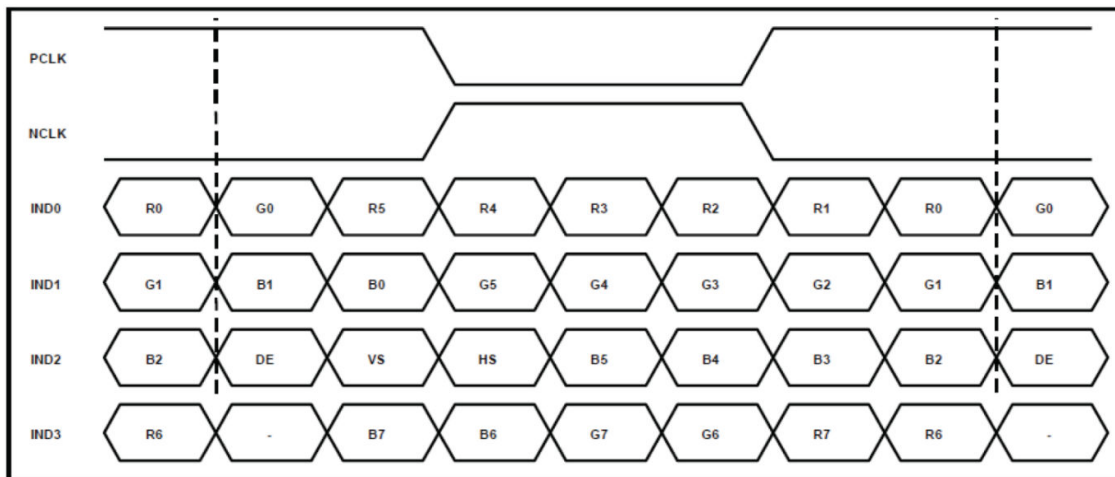 PCLK
NCLK
IND0 R0 G0 R5 R4 R3 R2 R1 R0 G0
IND1 G1 B1 B0 G5 G4 G3 G2 G1 B1
IND2 B2 DE VS HS B5 B4 B3 B2 DE
IND3 R6 - B7 B6 G7 G6 R7 R6 -